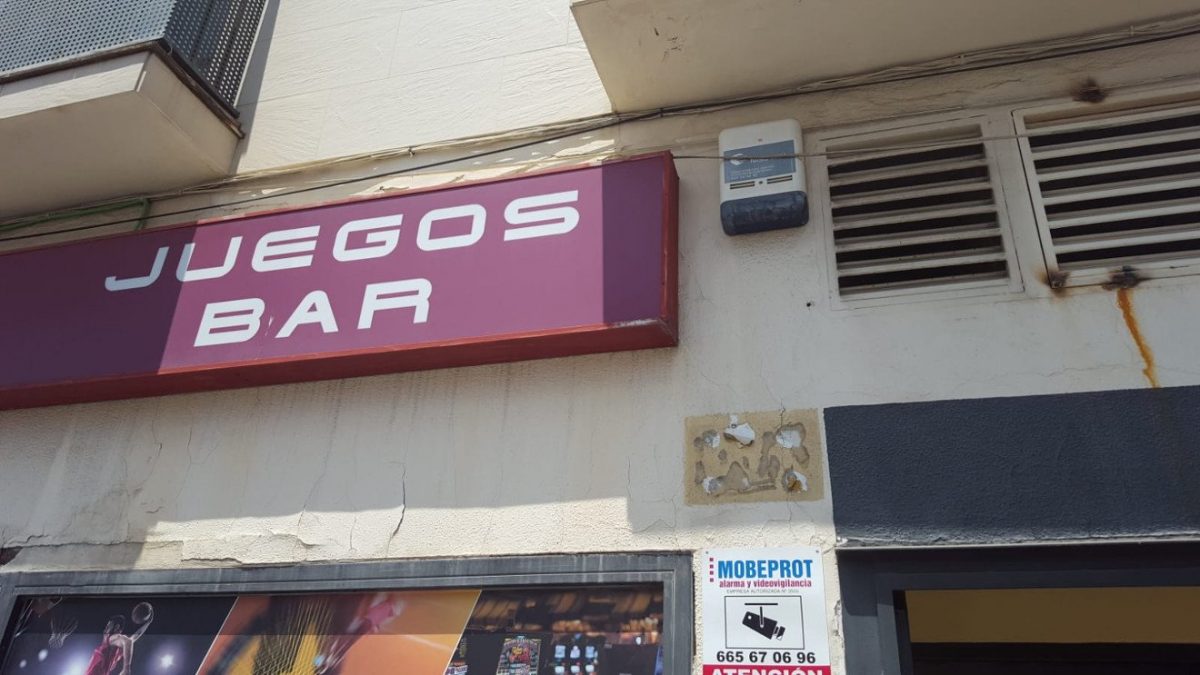 JUEGOS
BAR
MOBEPROT
alarma y videovigilancia
665 67 06 96
ATENCIÓN